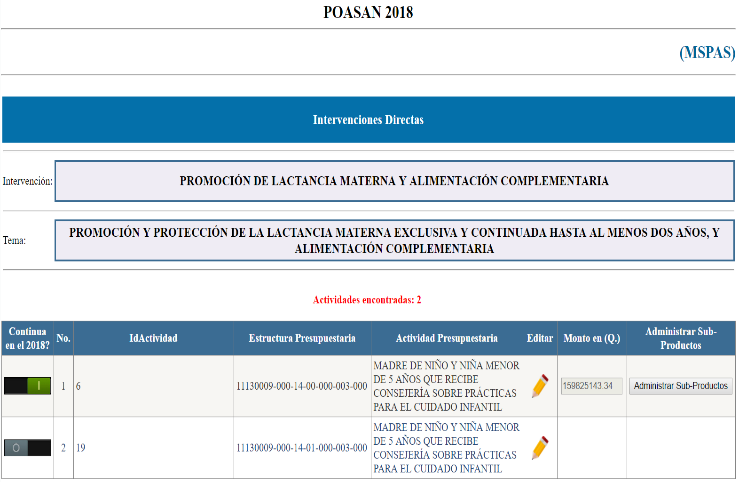 POASAN 2018
(MSPAS)
Intervenciones Directas
Intervención:
PROMOCIÓN DE LACTANCIA MATERNA Y ALIMENTACIÓN COMPLEMENTARIA
Tema:
PROMOCIÓN Y PROTECCIÓN DE LA LACTANCIA MATERNA EXCLUSIVA Y CONTINUADA HASTA AL MENOS DOS AÑOS, Y
ALIMENTACIÓN COMPLEMENTARIA
Actividades encontradas: 2
Continua
en el 2018?
No.
IdActividad
Estructura Presupuestaria
Actividad Presupuestaria
Editar
Monto en (Q.)
Administrar Sub-
Productos
1
6
11130009-000-14-00-000-003-000
MADRE DE NIÑO Y NIÑA MENOR
DE 5 AÑOS QUE RECIBE
CONSEJERÍA SOBRE PRÁCTICAS
PARA EL CUIDADO INFANTIL
159825143.34
Administrar Sub-Productos
2
19
11130009-000-14-01-000-003-000
MADRE DE NIÑO Y NIÑA MENOR
DE 5 AÑOS QUE RECIBE
CONSEJERÍA SOBRE PRÁCTICAS
PARA EL CUIDADO INFANTIL